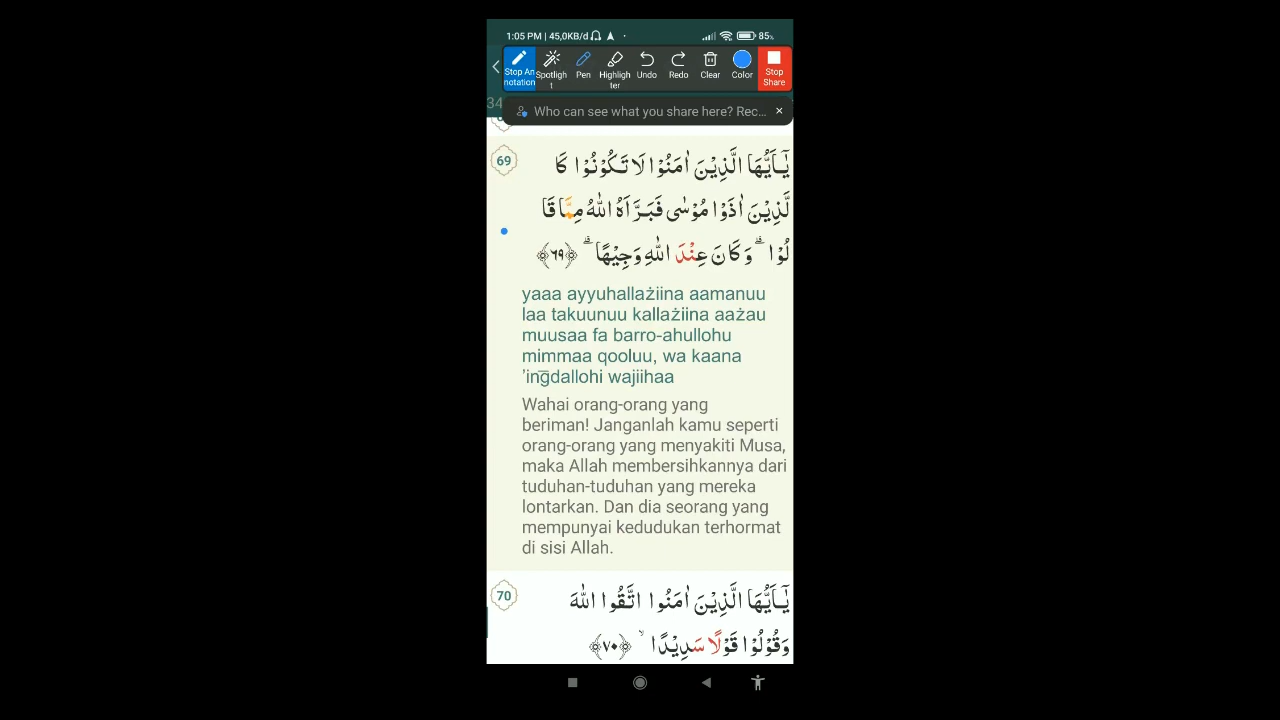 1:05 PM | 45,0KB/d 85%
Stop Annotation Spotlight Pen Highlighter Undo Redo Clear Color Stop Share
34
Who can see what you share here? Rec... ×
69
يٰٓاَيُّهَا الَّذِيْنَ اٰمَنُوْا لَا تَكُوْنُوْا كَا
لَّذِيْنَ اٰذَوْا مُوْسٰى فَبَرَّاَهُ اللّٰهُ مِمَّا قَا
لُوْا ۗ وَكَانَ عِنْدَ اللّٰهِ وَجِيْهًا ۗ ﴿٦٩﴾
yaaa ayyuhallażiina aamanuu
laa takuunuu kallażiina aażau
muusaa fa barro-ahullohu
mimmaa qooluu, wa kaana
'ing͞dallohi wajiihaa
Wahai orang-orang yang
beriman! Janganlah kamu seperti
orang-orang yang menyakiti Musa,
maka Allah membersihkannya dari
tuduhan-tuduhan yang mereka
lontarkan. Dan dia seorang yang
mempunyai kedudukan terhormat
di sisi Allah.
70
يٰٓاَيُّهَا الَّذِيْنَ اٰمَنُوا اتَّقُوا اللّٰهَ
وَقُوْلُوْا قَوْلًا سَدِيْدًا ۙ ﴿٧٠﴾